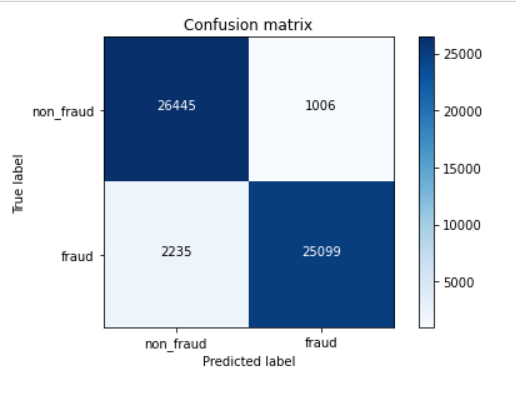 Confusion matrix
non_fraud
26445
1006
25000
20000
15000
10000
5000
True label
fraud
2235
25099
non_fraud
fraud
Predicted label